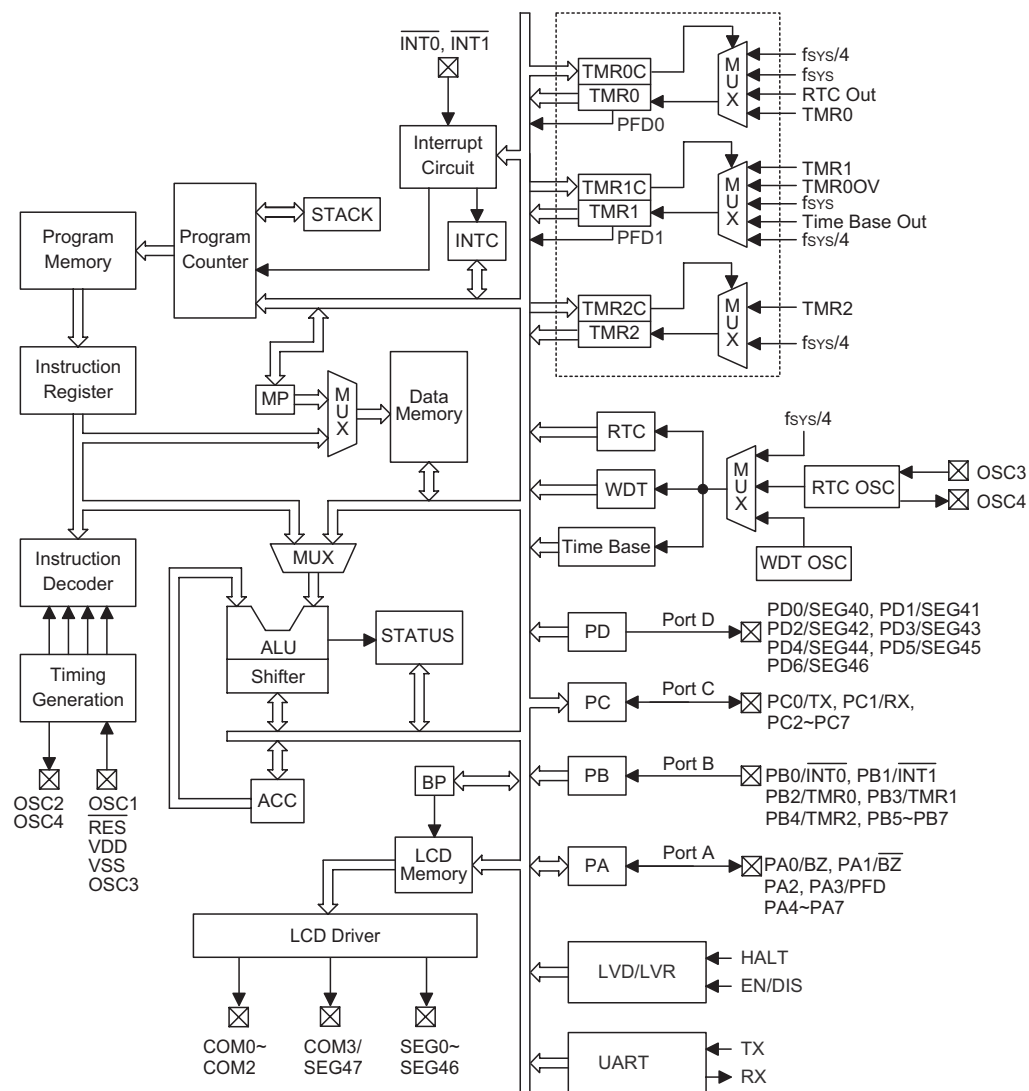 INT0, INT1
Interrupt
Circuit
STACK
INTC
Program
Memory
Program
Counter
Instruction
Register
MP
MUX
Data
Memory
Instruction
Decoder
MUX
ALU
Shifter
STATUS
Timing
Generation
OSC2
OSC4
OSC1
RES
VDD
VSS
OSC3
ACC
BP
LCD
Memory
LCD Driver
COM0~
COM2
COM3/
SEG47
SEG0~
SEG46
TMR0C
TMR0
PFD0
MUX
fSYS/4
fSYS
RTC Out
TMR0
TMR1C
TMR1
PFD1
MUX
TMR1
TMR0OV
fSYS
Time Base Out
fSYS/4
TMR2C
TMR2
MUX
TMR2
fSYS/4
RTC
WDT
Time Base
MUX
fSYS/4
RTC OSC
OSC3
OSC4
WDT OSC
PD
Port D
PD0/SEG40, PD1/SEG41
PD2/SEG42, PD3/SEG43
PD4/SEG44, PD5/SEG45
PD6/SEG46
PC
Port C
PC0/TX, PC1/RX,
PC2~PC7
PB
Port B
PB0/INT0, PB1/INT1
PB2/TMR0, PB3/TMR1
PB4/TMR2, PB5~PB7
PA
Port A
PA0/BZ, PA1/BZ
PA2, PA3/PFD
PA4~PA7
LVD/LVR
HALT
EN/DIS
UART
TX
RX